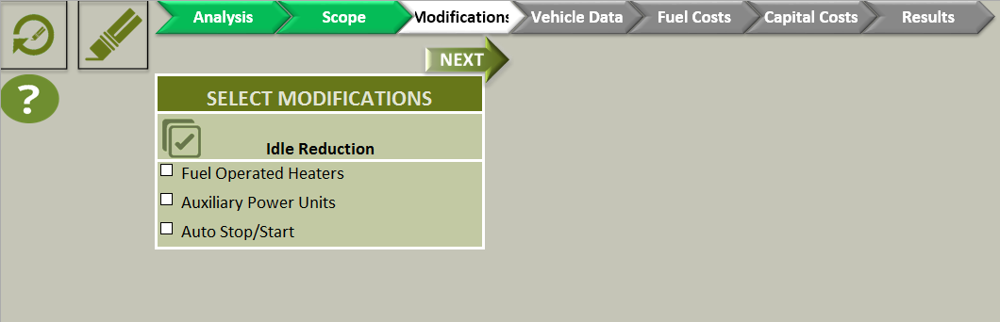 Analysis
Scope
Modifications
Vehicle Data
Fuel Costs
Capital Costs
Results
NEXT
?
SELECT MODIFICATIONS
Idle Reduction
Fuel Operated Heaters
Auxiliary Power Units
Auto Stop/Start